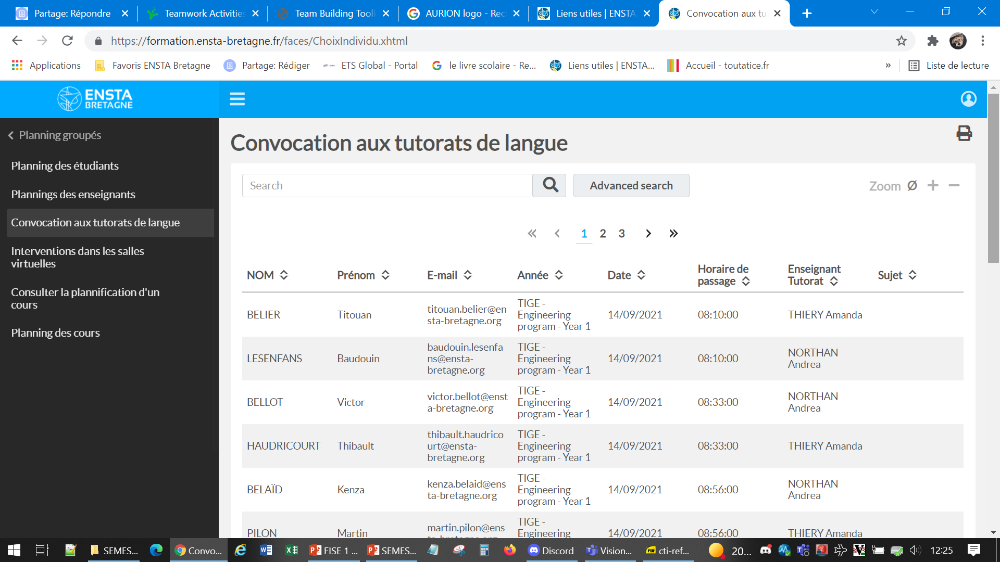 Partage: Répondre
Teamwork Activities
Team Building Tool
AURION logo - Rec
Liens utiles | ENSTA
Convocation aux tu
https://formation.ensta-bretagne.fr/faces/ChoixIndividu.xhtml
Applications
Favoris ENSTA Bretagne
Partage: Rédiger
ETS Global - Portal
le livre scolaire - Re...
Liens utiles | ENSTA...
Accueil - toutatice.fr
»
Liste de lecture
ENSTA
BRETAGNE
Planning groupés
Planning des étudiants
Plannings des enseignants
Convocation aux tutorats de langue
Interventions dans les salles
virtuelles
Consulter la plannification d'un
cours
Planning des cours
Convocation aux tutorats de langue
Search
Advanced search
Zoom Ø + −
« ‹ 1 2 3 › »
NOM Prénom E-mail Année Date Horaire de passage Enseignant Tutorat Sujet
BELIER Titouan titouan.belier@ensta-bretagne.org TIGE - Engineering program - Year 1 14/09/2021 08:10:00 THIERY Amanda
LESENFANS Baudouin baudouin.lesenfans@ensta-bretagne.org TIGE - Engineering program - Year 1 14/09/2021 08:10:00 NORTHAN Andrea
BELLOT Victor victor.bellot@ensta-bretagne.org TIGE - Engineering program - Year 1 14/09/2021 08:33:00 NORTHAN Andrea
HAUDRICOURT Thibault thibault.haudricourt@ensta-bretagne.org TIGE - Engineering program - Year 1 14/09/2021 08:33:00 THIERY Amanda
BELAÏD Kenza kenza.belaid@ensta-bretagne.org TIGE - Engineering program - Year 1 14/09/2021 08:56:00 NORTHAN Andrea
PILON Martin martin.pilon@ensta-bretagne.org TIGE - Engineering 14/09/2021 08:56:00 THIERY Amanda
SEMES...
Convo...
FISE 1 ...
SEMES...
Discord
Vision...
cti-ref...
20...
12:25